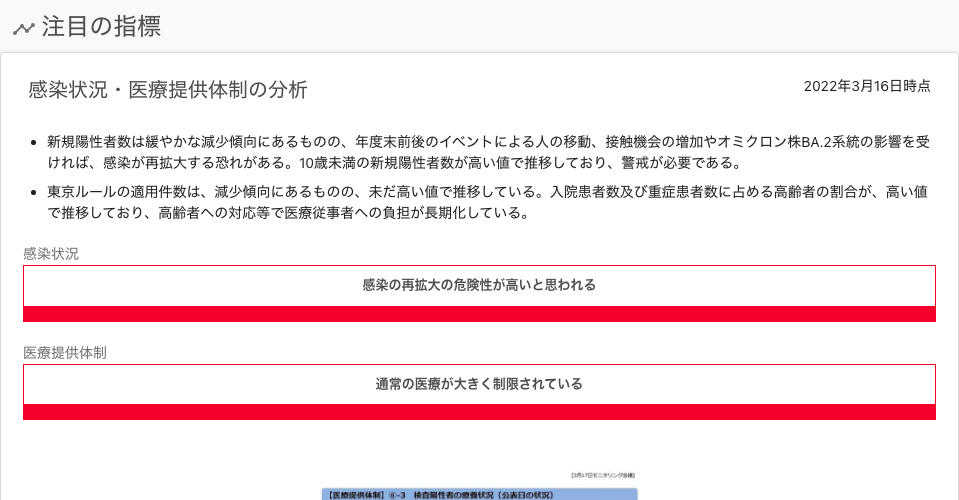 注目の指標
感染状況・医療提供体制の分析
2022年3月16日時点
新規陽性者数は緩やかな減少傾向にあるものの、年度末前後のイベントによる人の移動、接触機会の増加やオミクロン株BA.2系統の影響を受
ければ、感染が再拡大する恐れがある。10歳未満の新規陽性者数が高い値で推移しており、警戒が必要である。
東京ルールの適用件数は、減少傾向にあるものの、未だ高い値で推移している。入院患者数及び重症患者数に占める高齢者の割合が、高い値
で推移しており、高齢者への対応等で医療従事者への負担が長期化している。
感染状況
感染の再拡大の危険性が高いと思われる
医療提供体制
通常の医療が大きく制限されている
【3月17日モニタリング会議】
【医療提供体制】⑥-3 検査陽性者の療養状況（公表日の状況）